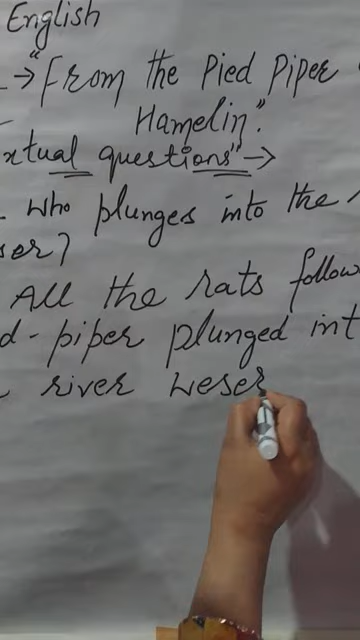 English
→ "From the Pied Piper
Hamelin".
xtual questions" →
who plunges into the
ser?
All the rats follow
d-piper plunged int
river weser